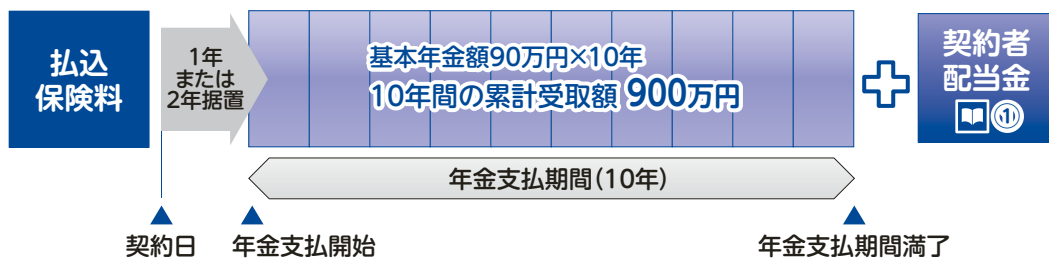 払込
保険料
1年
または
2年据置
基本年金額90万円×10年
10年間の累計受取額 900万円
契約者
配当金
1
年金支払期間（10年）
契約日
年金支払開始
年金支払期間満了